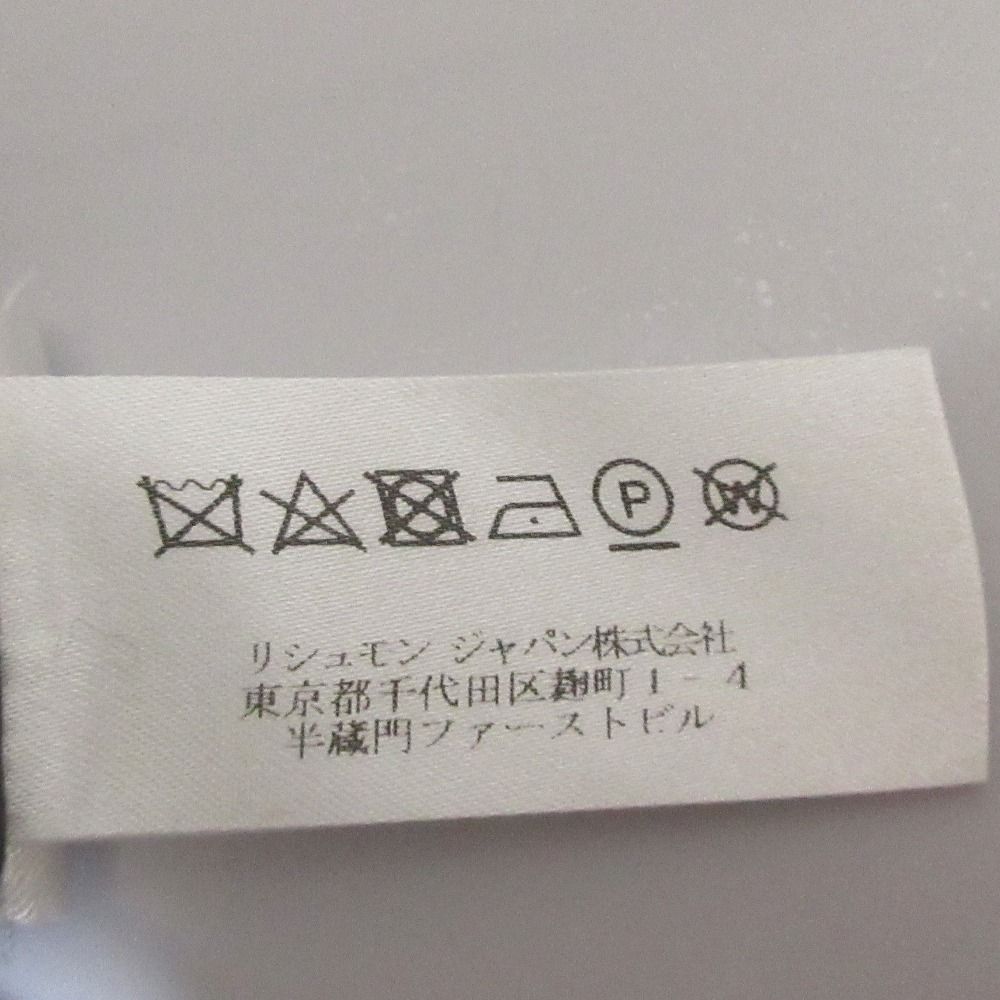 P W
リシュモン ジャパン株式会社
東京都千代田区麹町1-4
半蔵門ファーストビル